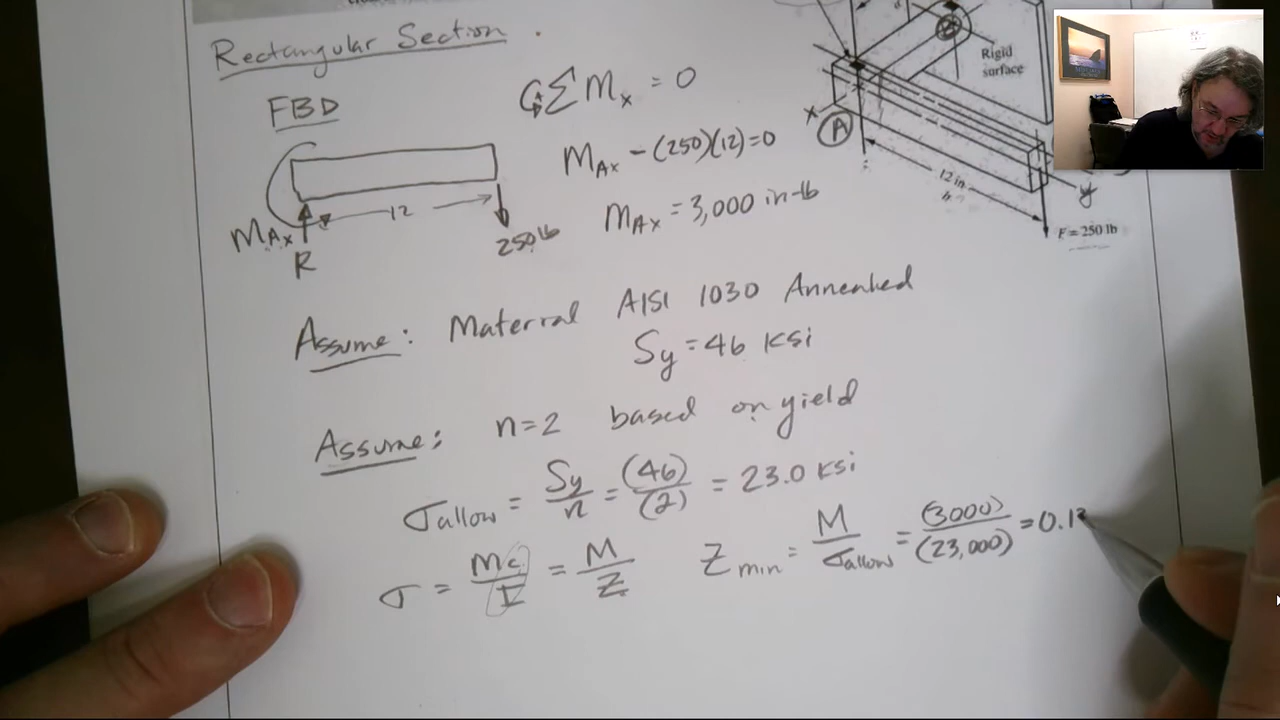 Rectangular Section .
FBD
↺ΣMx = 0
MAx - (250)(12)=0
MAx = 3,000 in-lb
12
MAx
R
250 lb
Rigid
surface
d
X
A
12 in
y
F = 250 lb
Assume: Material AISI 1030 Annealed
Sy=46 ksi
Assume: n=2 based on yield
σallow = Sy/n = (46)/(2) = 23.0 ksi
σ = Mc/I = M/Z
Zmin = M/σallow = (3000)/(23,000) = 0.13